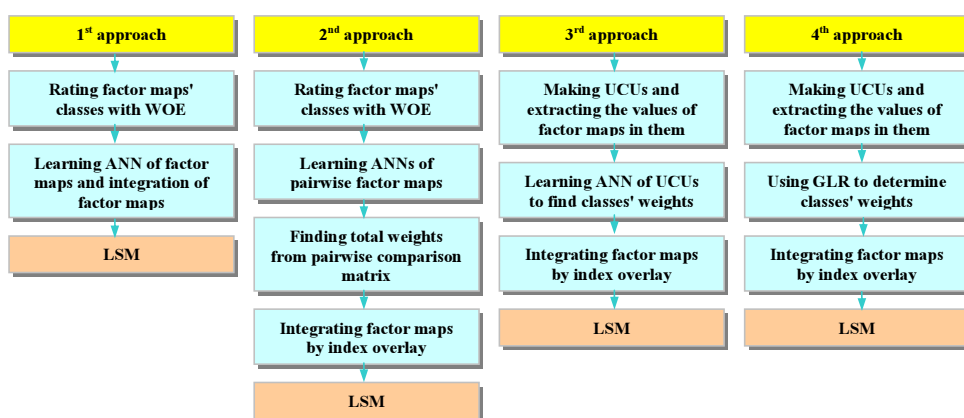 1st approach
Rating factor maps'
classes with WOE
Learning ANN of factor
maps and integration of
factor maps
LSM
2nd approach
Rating factor maps'
classes with WOE
Learning ANNs of
pairwise factor maps
Finding total weights
from pairwise comparison
matrix
Integrating factor maps
by index overlay
LSM
3rd approach
Making UCUs and
extracting the values of
factor maps in them
Learning ANN of UCUs
to find classes' weights
Integrating factor maps
by index overlay
LSM
4th approach
Making UCUs and
extracting the values of
factor maps in them
Using GLR to determine
classes' weights
Integrating factor maps
by index overlay
LSM